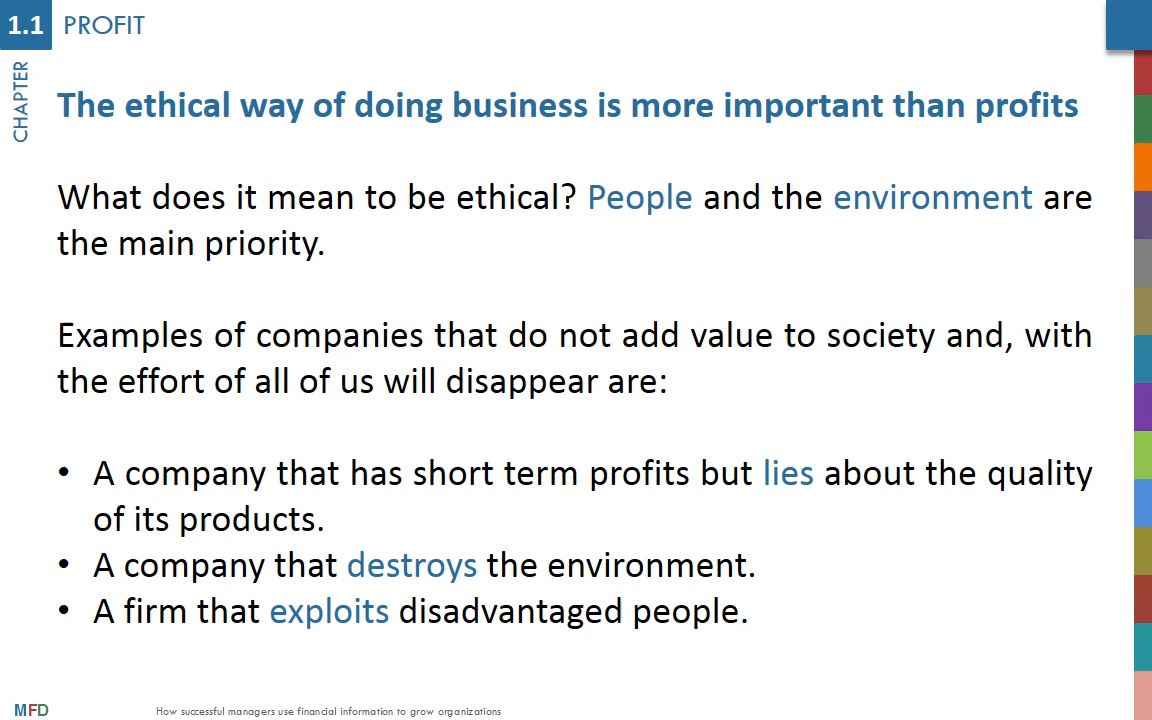 1.1 PROFIT
CHAPTER
The ethical way of doing business is more important than profits
What does it mean to be ethical? People and the environment are
the main priority.
Examples of companies that do not add value to society and, with
the effort of all of us will disappear are:
• A company that has short term profits but lies about the quality
of its products.
• A company that destroys the environment.
• A firm that exploits disadvantaged people.
MFD How successful managers use financial information to grow organizations